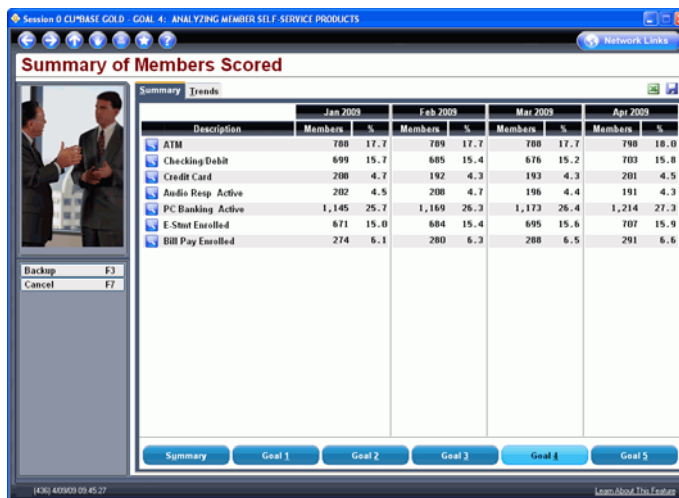 Session 0 CU*BASE GOLD - GOAL 4: ANALYZING MEMBER SELF-SERVICE PRODUCTS
Network Links
Summary of Members Scored
Summary Trends
Jan 2009 Feb 2009 Mar 2009 Apr 2009
Description Members % Members % Members % Members %
ATM 788 17.7 789 17.7 788 17.7 798 18.0
Checking/Debit 699 15.7 685 15.4 676 15.2 703 15.8
Credit Card 208 4.7 192 4.3 193 4.3 201 4.5
Audio Resp Active 202 4.5 208 4.7 196 4.4 191 4.3
PC Banking Active 1,145 25.7 1,169 26.3 1,173 26.4 1,214 27.3
E-Stmt Enrolled 671 15.0 684 15.4 695 15.6 707 15.9
Bill Pay Enrolled 274 6.1 280 6.3 288 6.5 291 6.6
Backup F3
Cancel F7
Summary Goal 1 Goal 2 Goal 3 Goal 4 Goal 5
[436] 4/09/09 09:45:27 Learn About This Feature